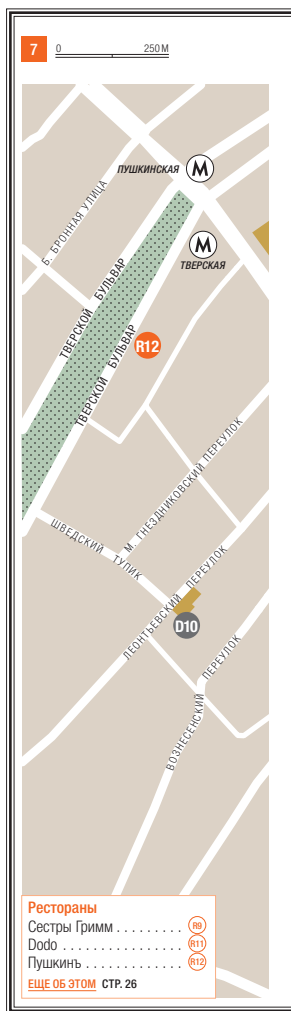 7
0 250 М
ПУШКИНСКАЯ М
М
ТВЕРСКАЯ
Б. БРОННАЯ УЛИЦА
ТВЕРСКОЙ БУЛЬВАР
ТВЕРСКОЙ БУЛЬВАР
R12
М. ГНЕЗДНИКОВСКИЙ ПЕРЕУЛОК
ШВЕДСКИЙ ТУПИК
ЛЕОНТЬЕВСКИЙ ПЕРЕУЛОК
D10
ВОЗНЕСЕНСКИЙ ПЕРЕУЛОК
Рестораны
Сестры Гримм . . . . . . . . . R9
Dodo . . . . . . . . . . . . . . . . R11
Пушкинъ . . . . . . . . . . . . . R12
ЕЩЕ ОБ ЭТОМ СТР. 26